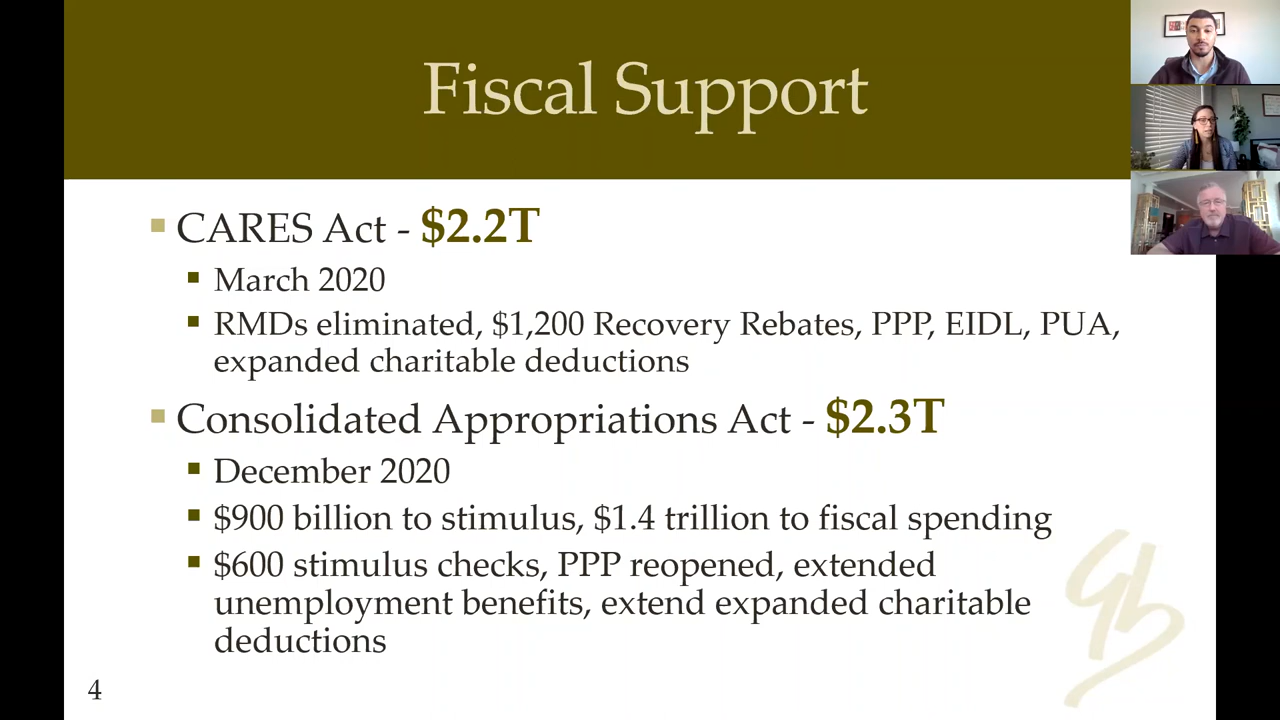 Fiscal Support
CARES Act - $2.2T
March 2020
RMDs eliminated, $1,200 Recovery Rebates, PPP, EIDL, PUA,
expanded charitable deductions
Consolidated Appropriations Act - $2.3T
December 2020
$900 billion to stimulus, $1.4 trillion to fiscal spending
$600 stimulus checks, PPP reopened, extended
unemployment benefits, extend expanded charitable
deductions
4